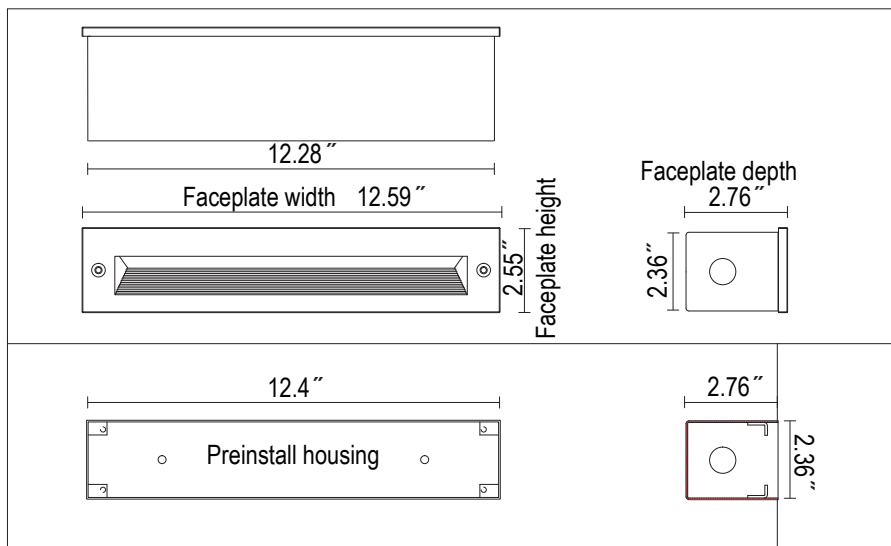 12.28″
Faceplate width 12.59″
2.55″
Faceplate height
Faceplate depth
2.76″
2.36″
12.4″
Preinstall housing
2.76″
2.36″